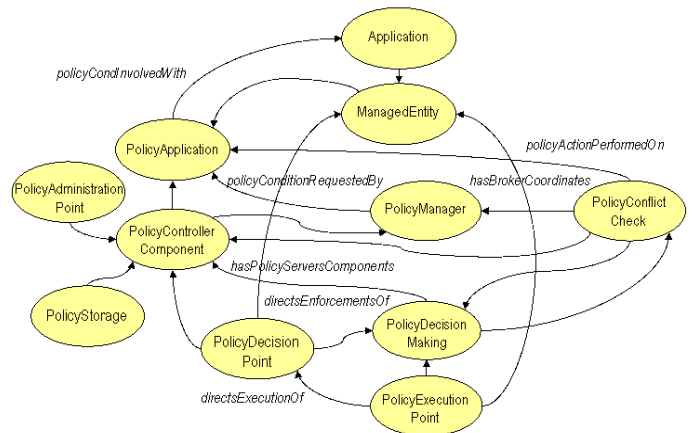 Application
policyCondInvolvedWith
ManagedEntity
PolicyApplication
policyActionPerformedOn
PolicyAdministration
Point
policyConditionRequestedBy
hasBrokerCoordinates
PolicyManager
PolicyConflict
Check
PolicyController
Component
hasPolicyServersComponents
directsEnforcementsOf
PolicyStorage
PolicyDecision
Point
PolicyDecision
Making
directsExecutionOf
PolicyExecution
Point